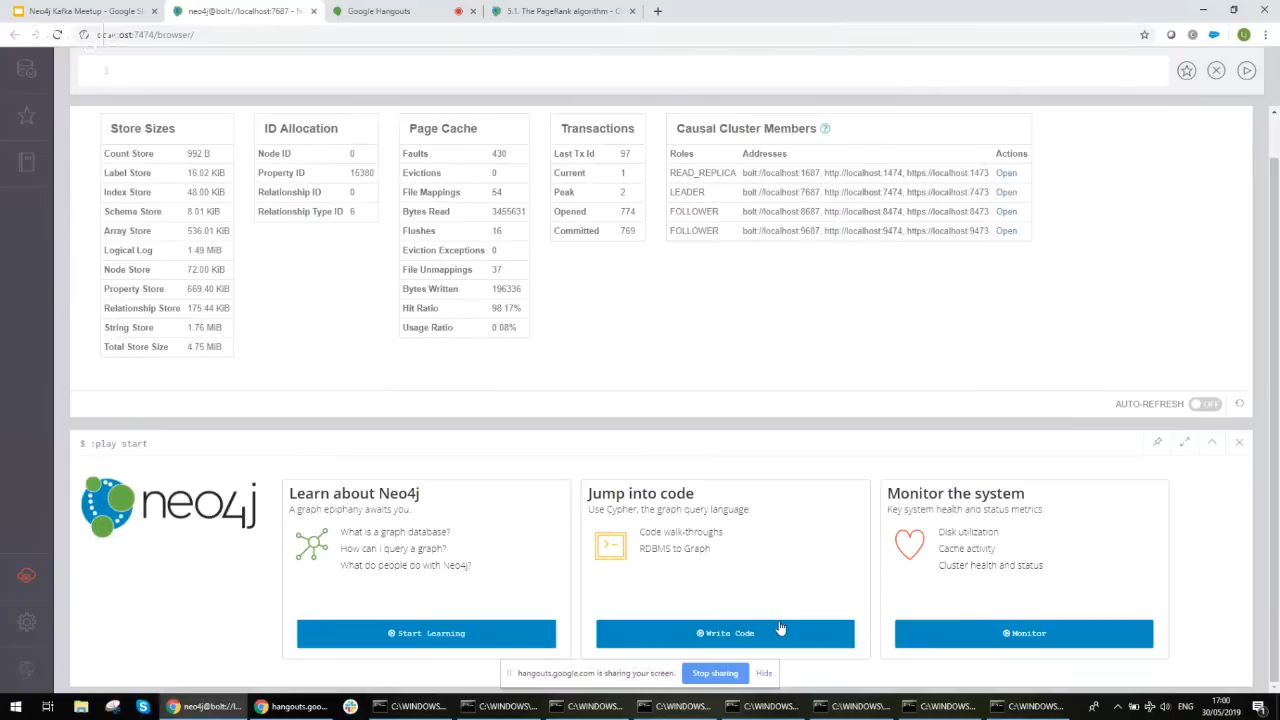 Neo4j Kafka Meetup - Google S
neo4j@bolt://localhost:7687 - N
Google Hangouts
5.1. The PageRank algorithm - C
:7474/browser/
Store Sizes
Count Store 992 B
Label Store 16.02 KiB
Index Store 48.00 KiB
Schema Store 8.01 KiB
Array Store 536.01 KiB
Logical Log 1.49 MiB
Node Store 72.00 KiB
Property Store 669.40 KiB
Relationship Store 175.44 KiB
String Store 1.76 MiB
Total Store Size 4.75 MiB
ID Allocation
Node ID 0
Property ID 15380
Relationship ID 0
Relationship Type ID 6
Page Cache
Faults 430
Evictions 0
File Mappings 54
Bytes Read 3455631
Flushes 16
Eviction Exceptions 0
File Unmappings 37
Bytes Written 196336
Hit Ratio 98.17%
Usage Ratio 0.08%
Transactions
Last Tx Id 97
Current 1
Peak 2
Opened 774
Committed 769
Causal Cluster Members ?
Roles Addresses Actions
READ_REPLICA bolt://localhost:1687, http://localhost:1474, https://localhost:1473 Open
LEADER bolt://localhost:7687, http://localhost:7474, https://localhost:7473 Open
FOLLOWER bolt://localhost:8687, http://localhost:8474, https://localhost:8473 Open
FOLLOWER bolt://localhost:9687, http://localhost:9474, https://localhost:9473 Open
AUTO-REFRESH OFF
$ :play start
neo4j
Learn about Neo4j
A graph epiphany awaits you.
What is a graph database?
How can I query a graph?
What do people do with Neo4j?
Start Learning
Jump into code
Use Cypher, the graph query language.
Code walk-throughs
RDBMS to Graph
Write Code
Monitor the system
Key system health and status metrics.
Disk utilization
Cache activity
Cluster health and status
Monitor
hangouts.google.com is sharing your screen. Stop sharing Hide
neo4j@bolt://l...
hangouts.google.co...
C:\WINDOWS...
C:\WINDOWS...
C:\WINDOWS...
C:\WINDOWS...
C:\WINDOWS...
C:\WINDOWS...
C:\WINDOWS...
ENG
17:00
30/05/2019